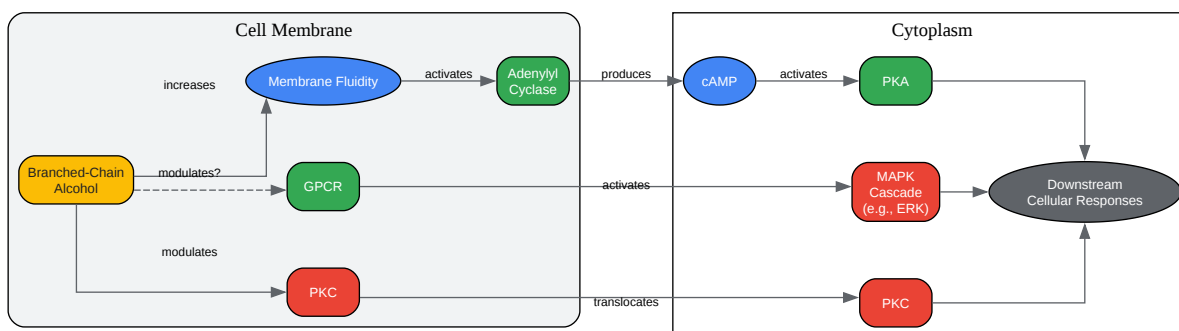 Cell Membrane
Cytoplasm
increases
Membrane Fluidity
activates
Adenylyl
Cyclase
produces
cAMP
activates
PKA
Branched-Chain
Alcohol
modulates?
GPCR
activates
MAPK
Cascade
(e.g., ERK)
Downstream
Cellular Responses
modulates
PKC
translocates
PKC